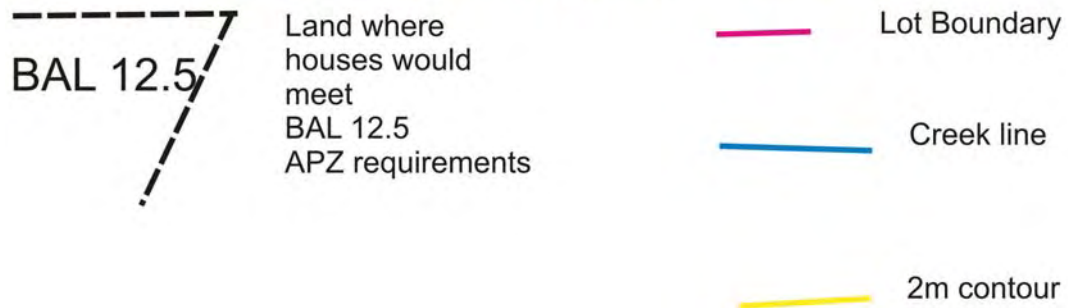 BAL 12.5
Land where
houses would
meet
BAL 12.5
APZ requirements
Lot Boundary
Creek line
2m contour